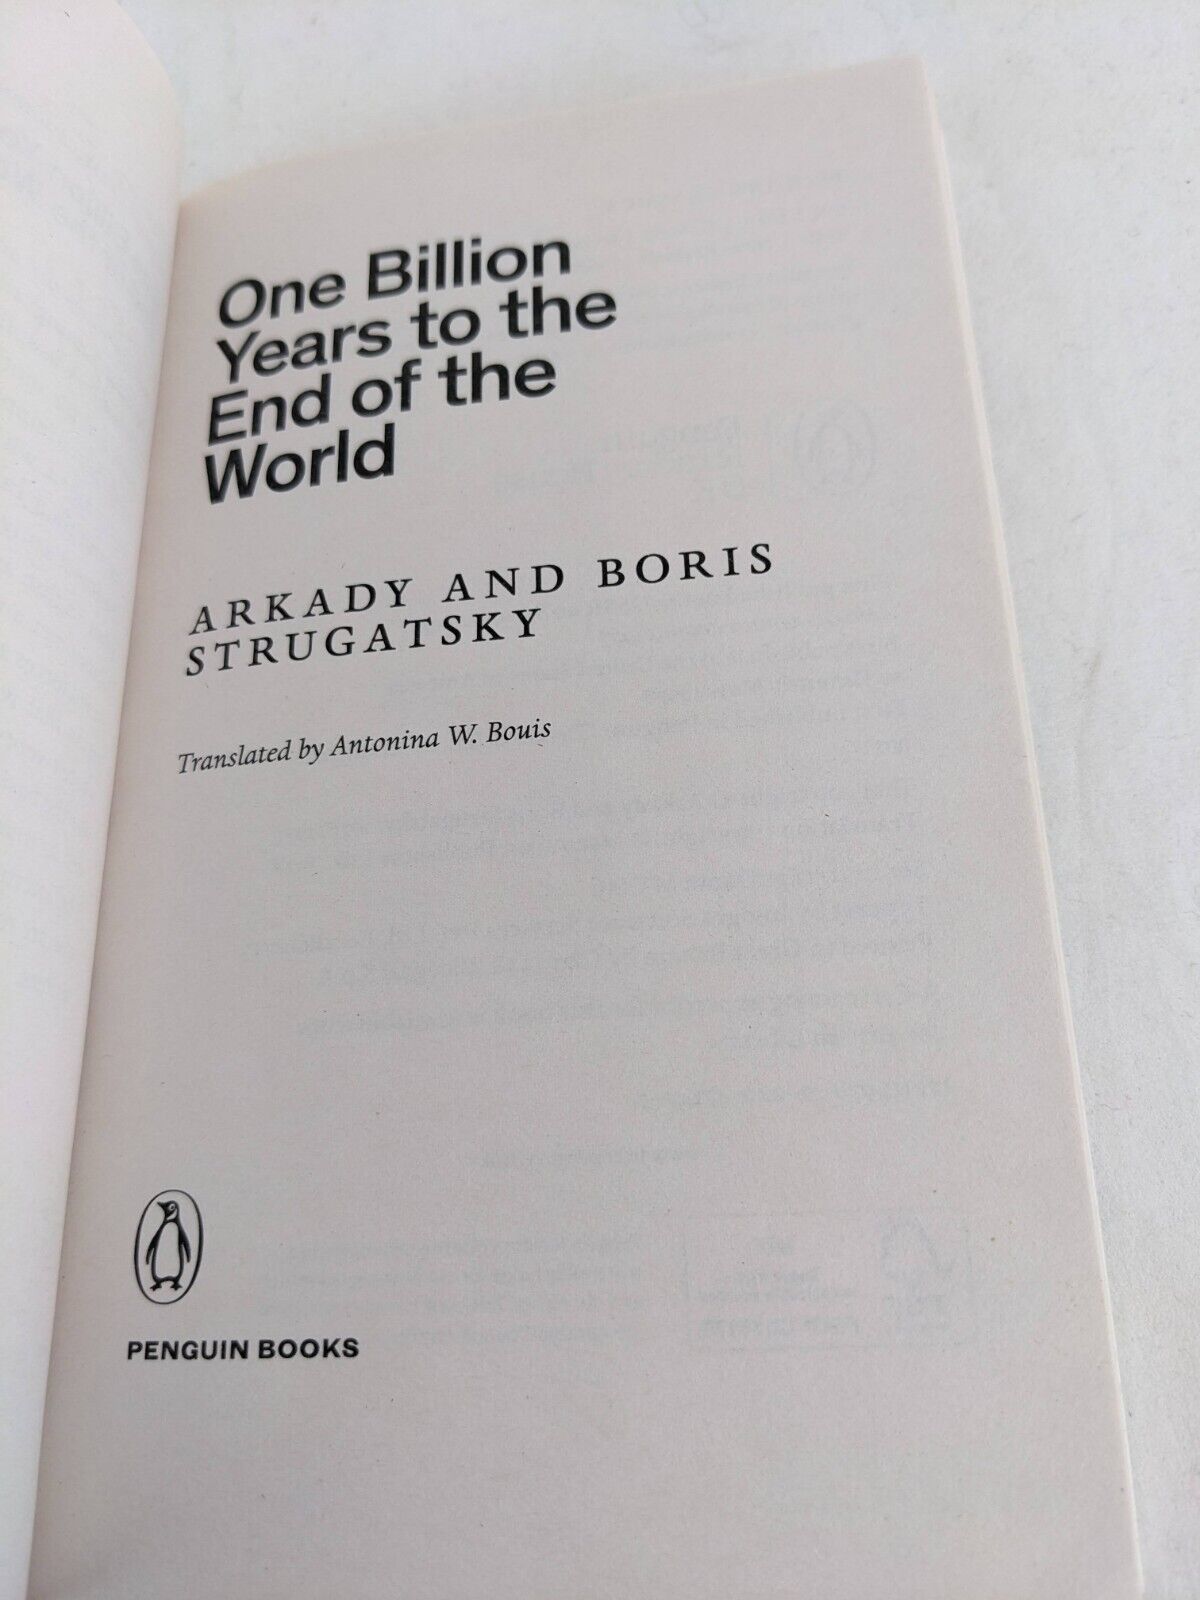 One Billion
Years to the
End of the
World
ARKADY AND BORIS
STRUGATSKY
Translated by Antonina W. Bouis
PENGUIN BOOKS